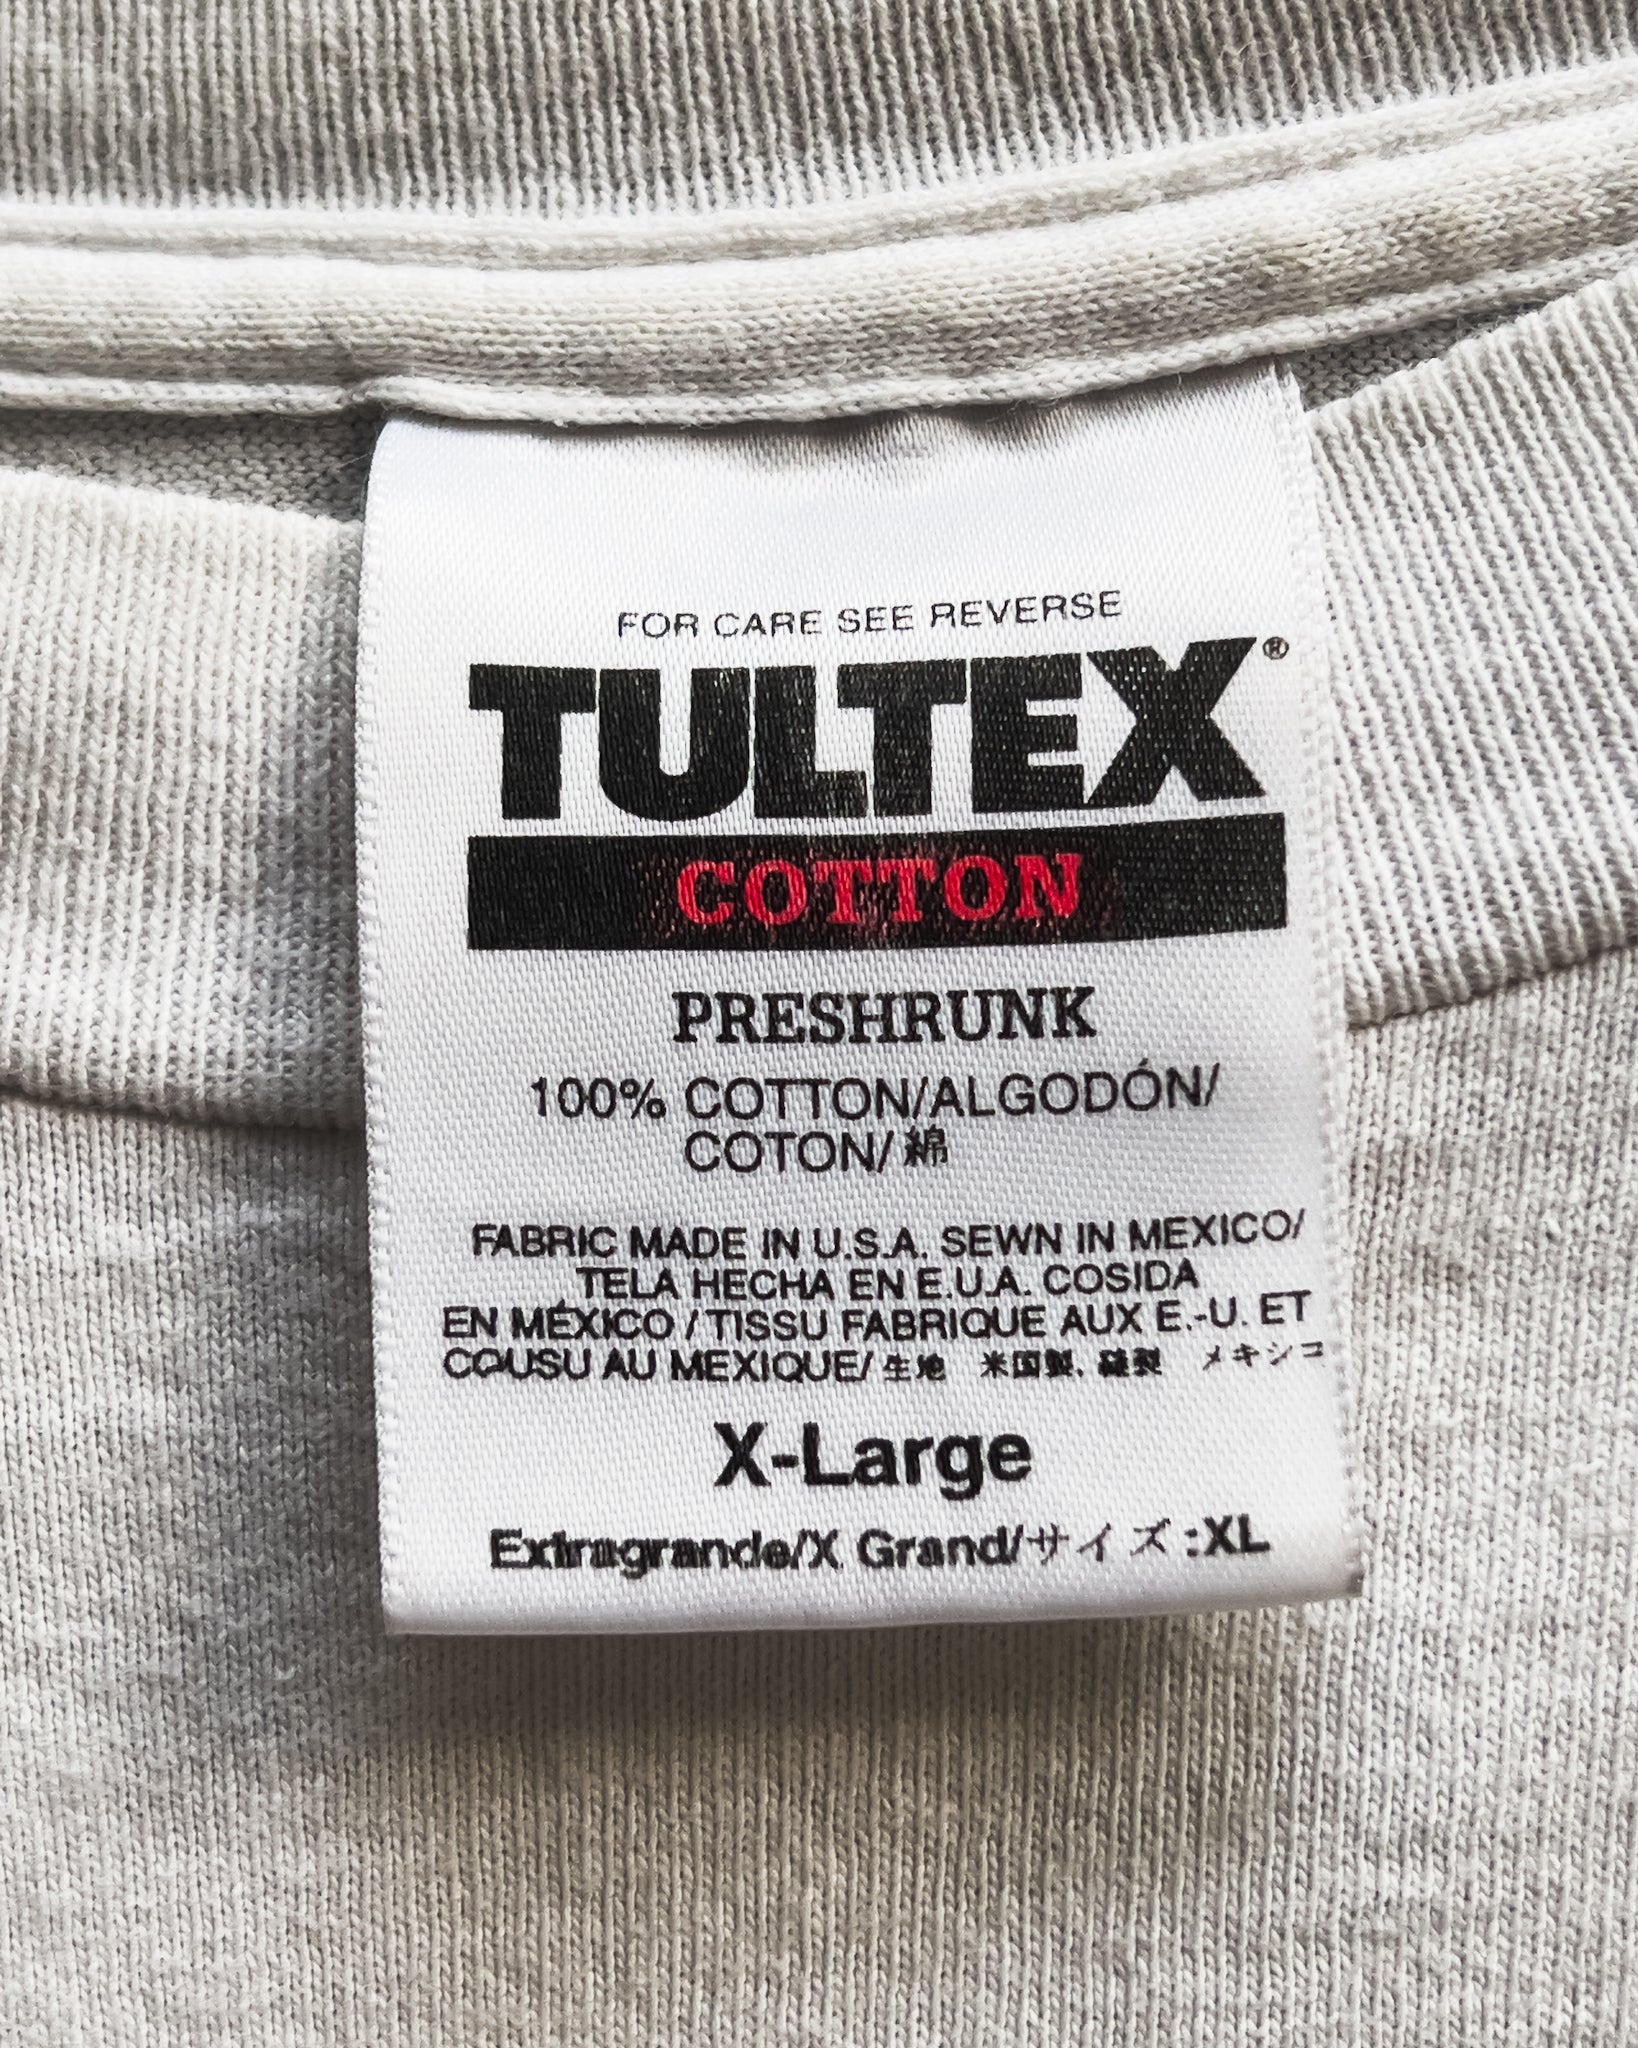 FOR CARE SEE REVERSE
TULTEX®
COTTON
PRESHRUNK
100% COTTON/ALGODÓN/
COTON/綿
FABRIC MADE IN U.S.A. SEWN IN MEXICO/
TELA HECHA EN E.U.A. COSIDA
EN MÉXICO / TISSU FABRIQUE AUX E.-U. ET
COUSU AU MEXIQUE/生地 米国製, 縫製 メキシコ
X-Large
Extragrande/X Grand/サイズ:XL